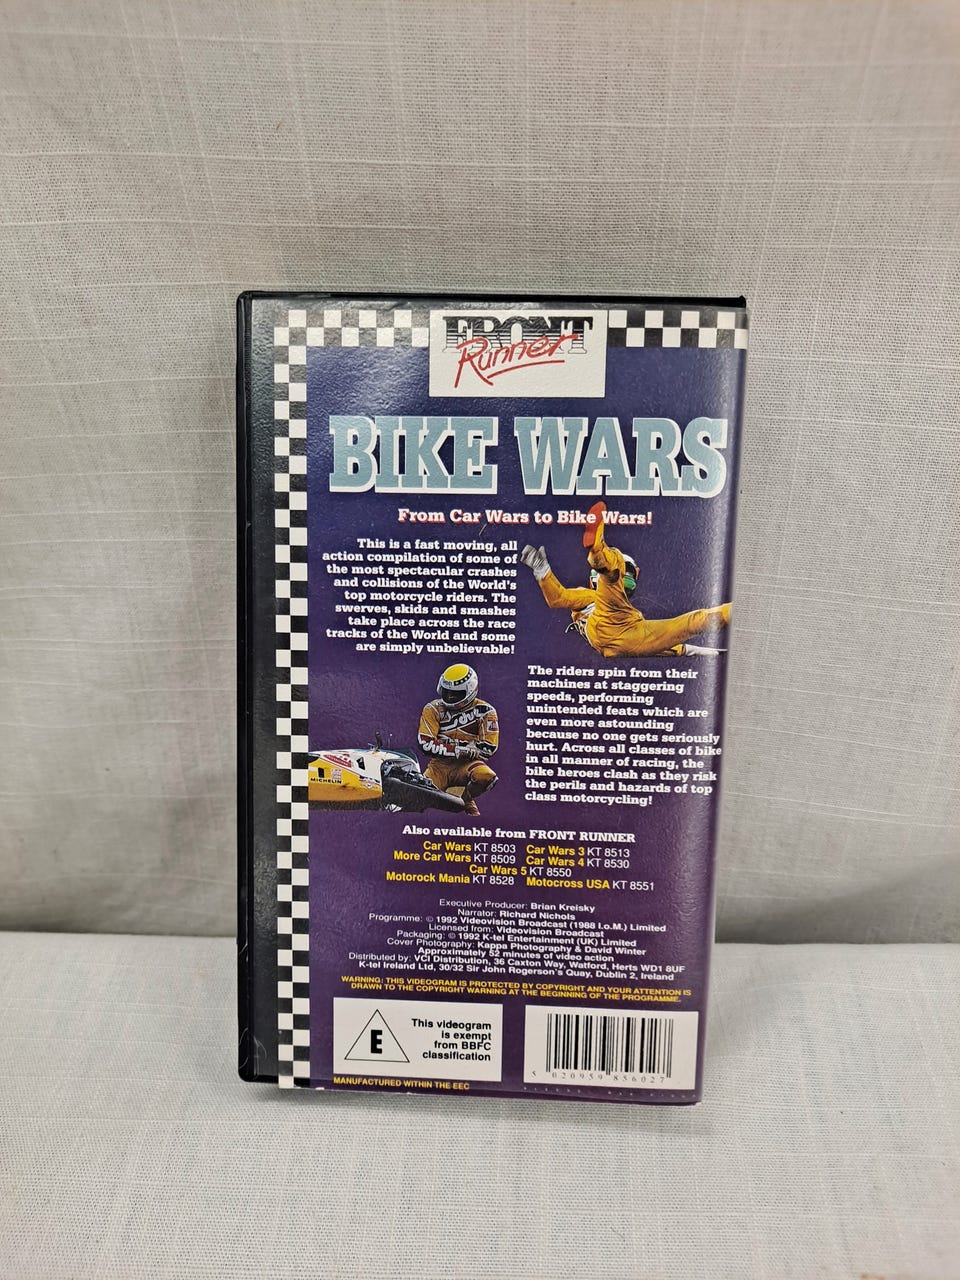 FRONT
Runner
BIKE WARS
From Car Wars to Bike Wars!
This is a fast moving, all
action compilation of some of
the most spectacular crashes
and collisions of the World's
top motorcycle riders. The
swerves, skids and smashes
take place across the race
tracks of the World and some
are simply unbelievable!
The riders spin from their
machines at staggering
speeds, performing
unintended feats which are
even more astounding
because no one gets seriously
hurt. Across all classes of bike
in all manner of racing, the
bike heroes clash as they risk
the perils and hazards of top
class motorcycling!
MICHELIN
Also available from FRONT RUNNER
Car Wars KT 8503 Car Wars 3 KT 8513
More Car Wars KT 8509 Car Wars 4 KT 8530
Car Wars 5 KT 8550
Motorock Mania KT 8528 Motocross USA KT 8551
Executive Producer: Brian Kreisky
Narrator: Richard Nichols
Programme: © 1992 Videovision Broadcast (1988 I.o.M.) Limited
Licensed from: Videovision Broadcast
Packaging: © 1992 K-tel Entertainment (UK) Limited
Cover Photography: Kappa Photography & David Winter
Approximately 52 minutes of video action
Distributed by: VCI Distribution, 36 Caxton Way, Watford, Herts WD1 8UF
K-tel Ireland Ltd, 30/32 Sir John Rogerson's Quay, Dublin 2, Ireland
WARNING: THIS VIDEOGRAM IS PROTECTED BY COPYRIGHT AND YOUR ATTENTION IS
DRAWN TO THE COPYRIGHT WARNING AT THE BEGINNING OF THE PROGRAMME.
E
This videogram
is exempt
from BBFC
classification
5 020959 856027
MANUFACTURED WITHIN THE EEC